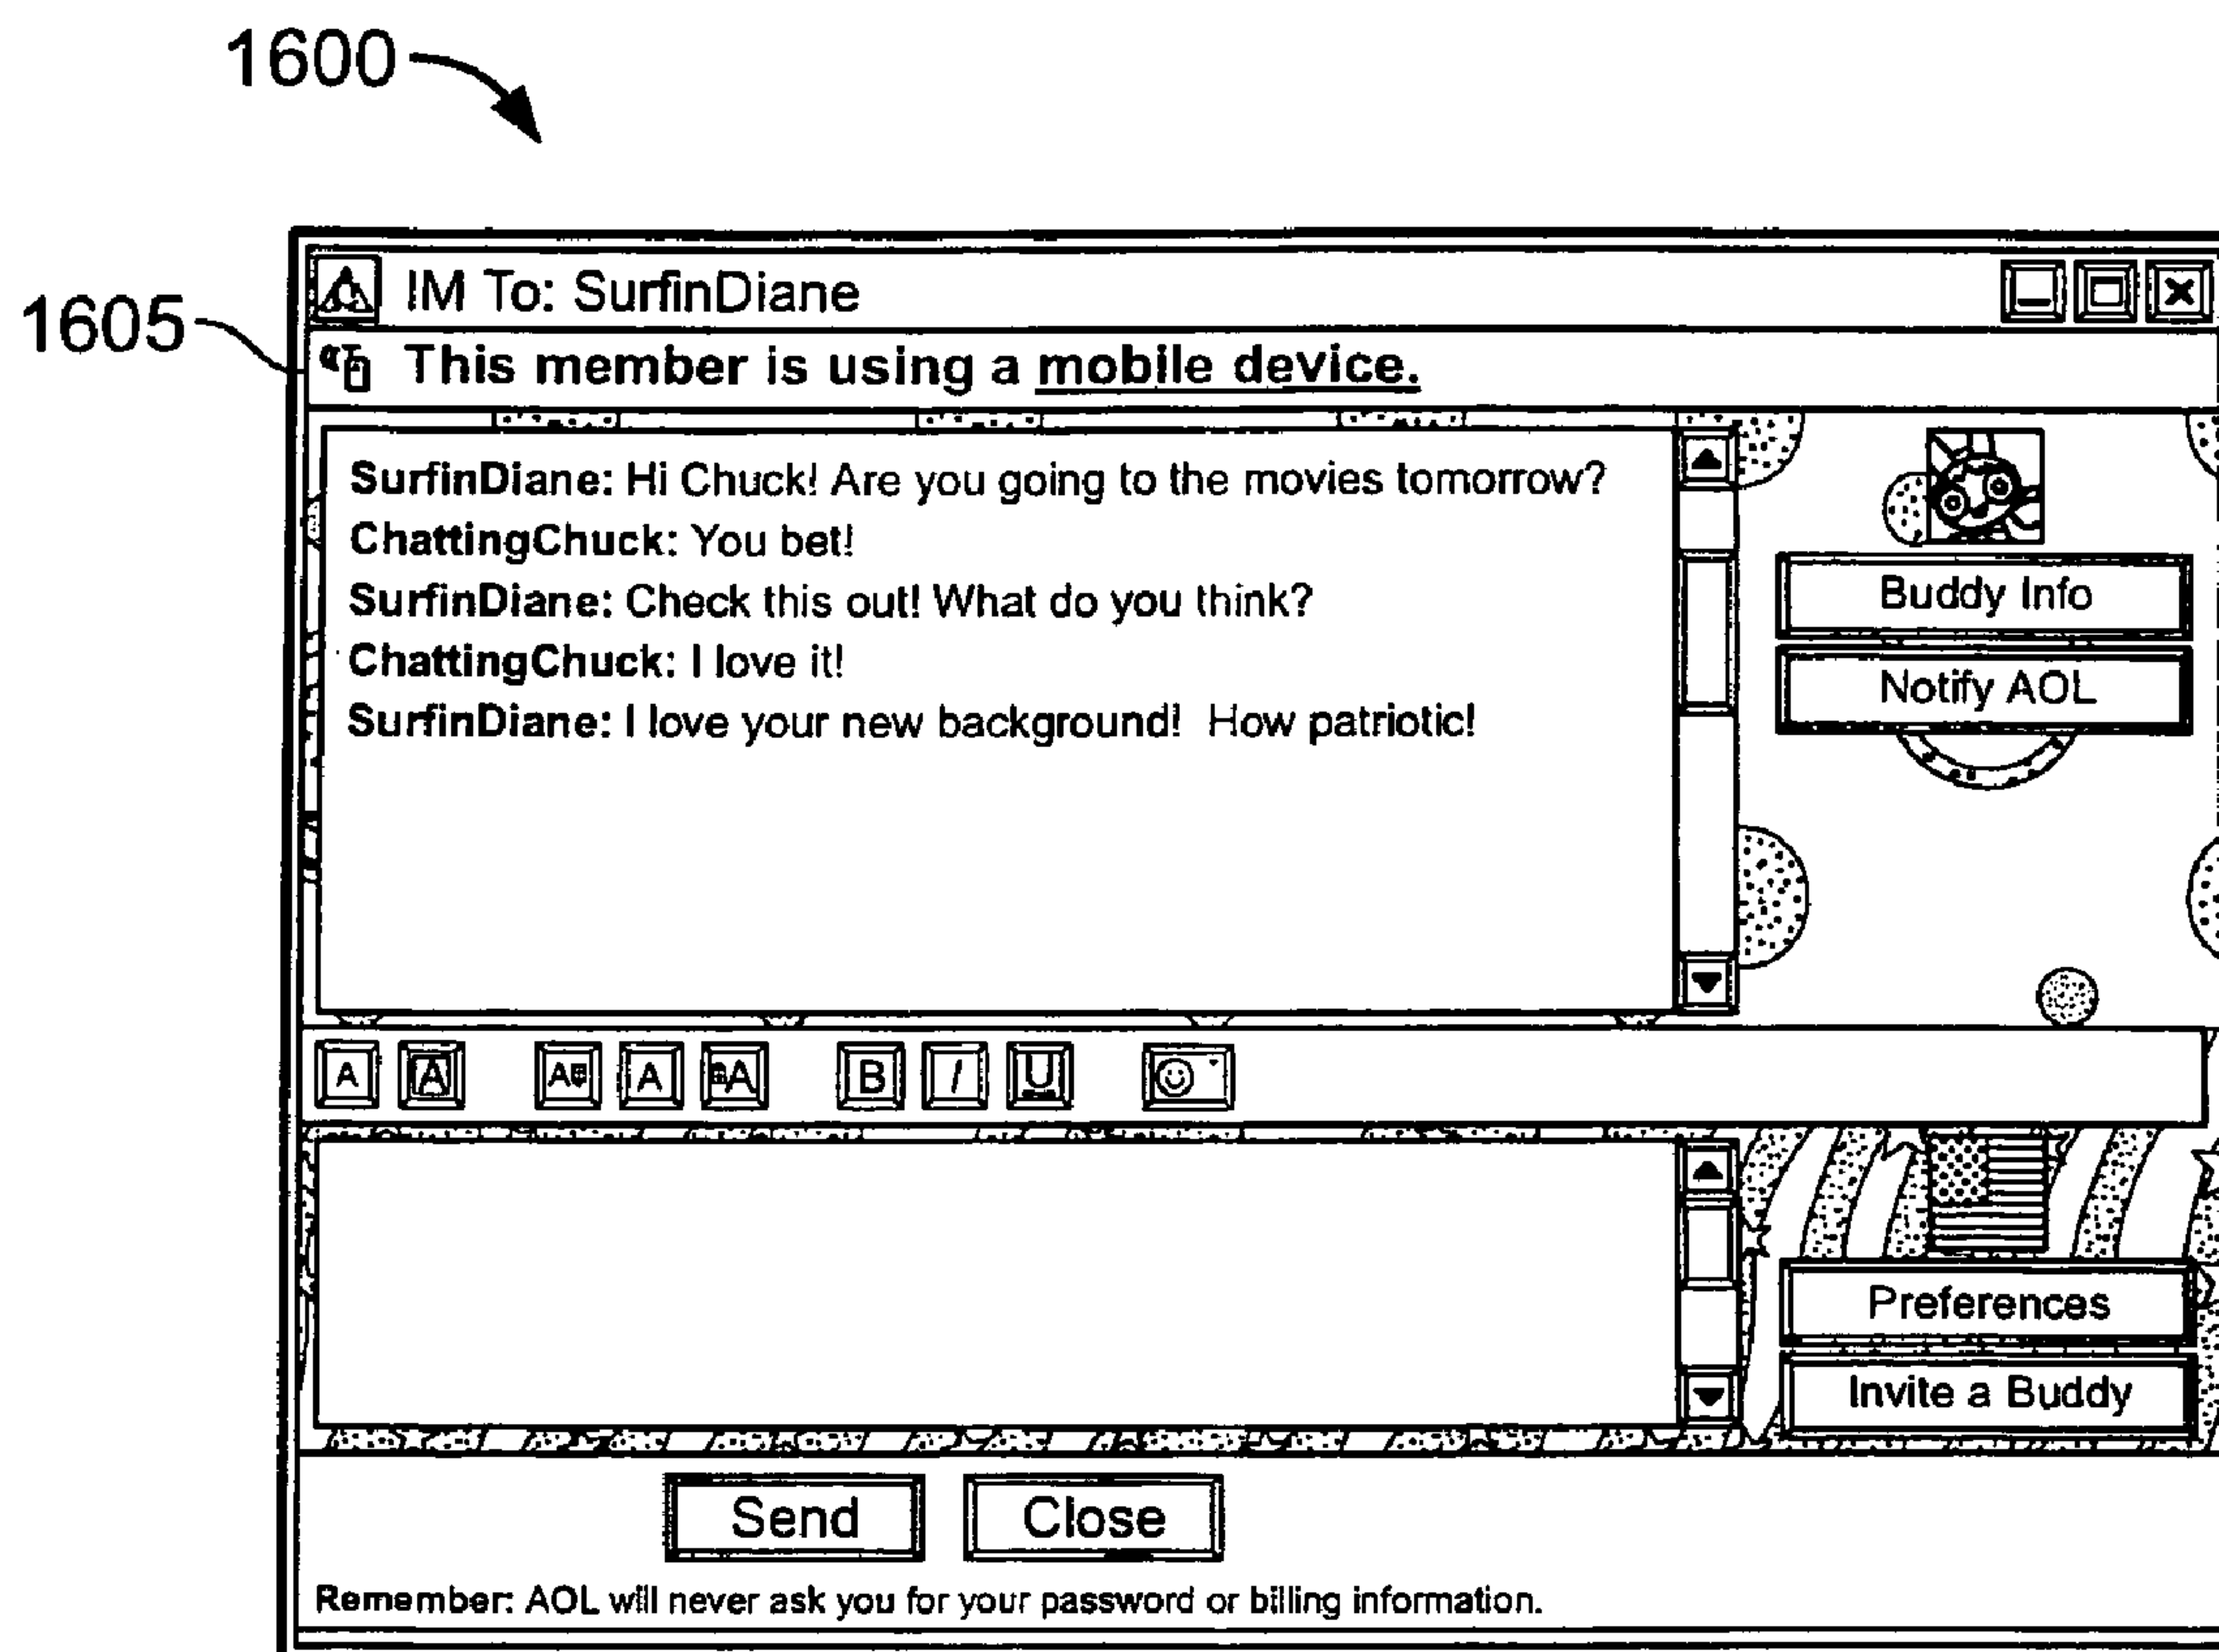 1600
IM To: SurfinDiane
1605
This member is using a mobile device.
SurfinDiane: Hi Chuck! Are you going to the movies tomorrow?
ChattingChuck: You bet!
SurfinDiane: Check this out! What do you think?
ChattingChuck: I love it!
SurfinDiane: I love your new background! How patriotic!
Buddy Info
Notify AOL
A A A A A B I U
Preferences
Invite a Buddy
Send Close
Remember: AOL will never ask you for your password or billing information.